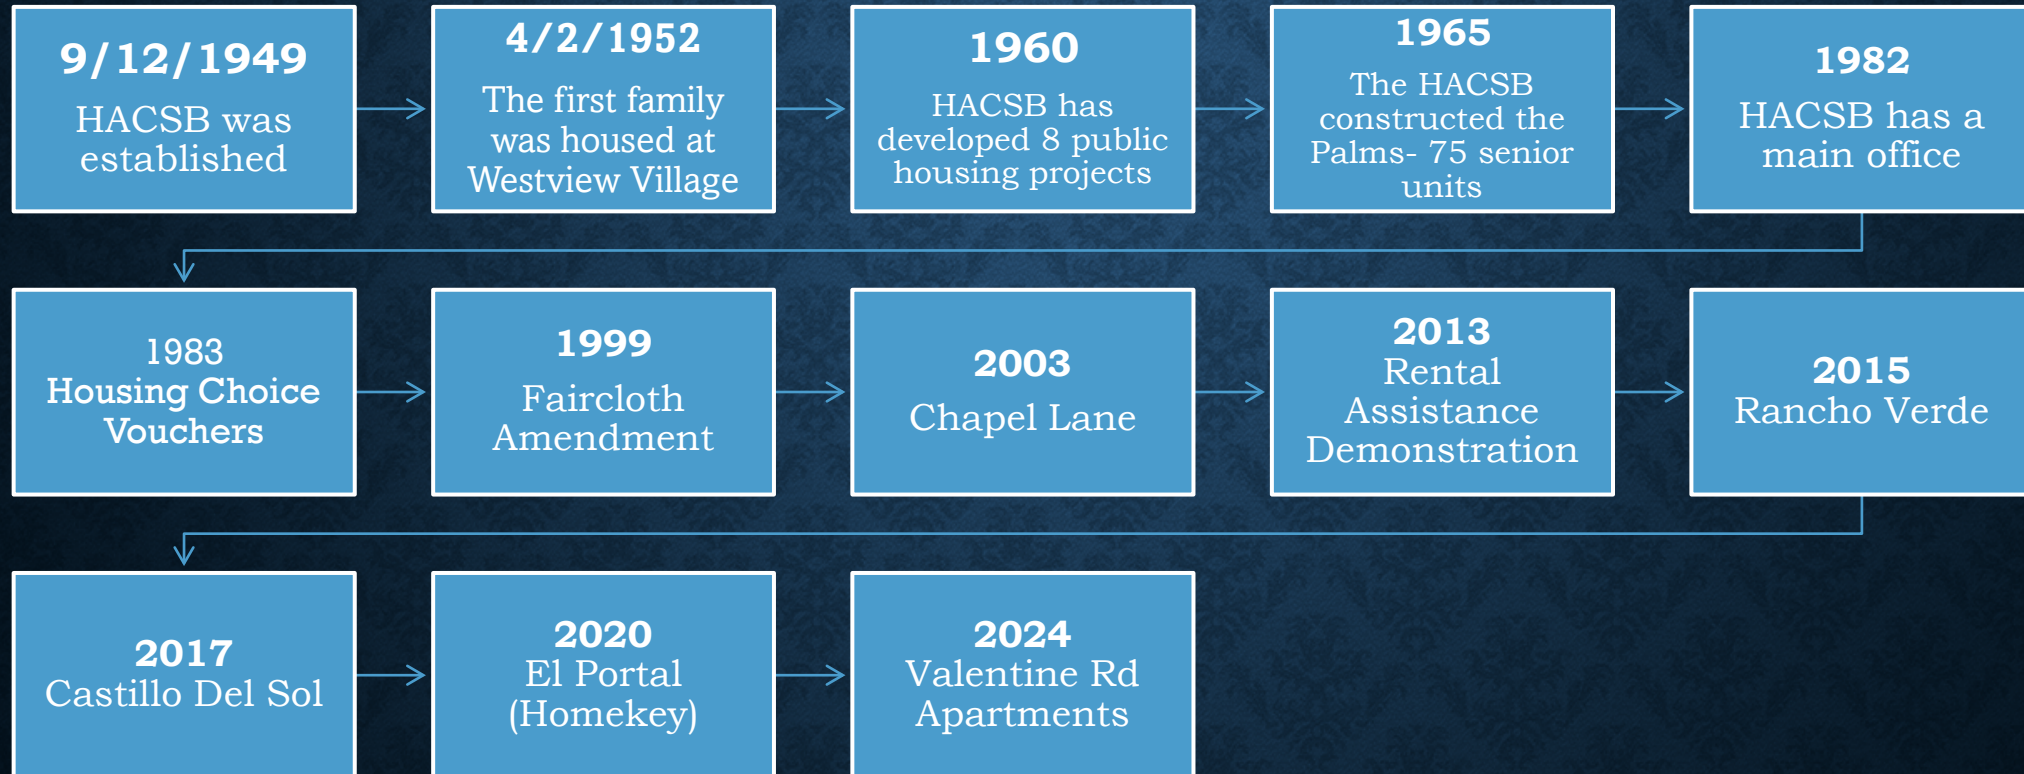 9/12/1949
HACSB was
established
4/2/1952
The first family
was housed at
Westview Village
1960
HACSB has
developed 8 public
housing projects
1965
The HACSB
constructed the
Palms- 75 senior
units
1982
HACSB has a
main office
1983
Housing Choice
Vouchers
1999
Faircloth
Amendment
2003
Chapel Lane
2013
Rental
Assistance
Demonstration
2015
Rancho Verde
2017
Castillo Del Sol
2020
El Portal
(Homekey)
2024
Valentine Rd
Apartments